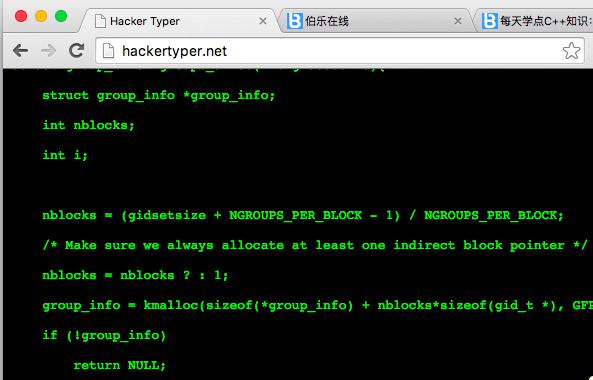 Hacker Typer
伯乐在线
每天学点C++知识:
hackertyper.net
struct group_info *group_info;
int nblocks;
int i;
nblocks = (gidsetsize + NGROUPS_PER_BLOCK - 1) / NGROUPS_PER_BLOCK;
/* Make sure we always allocate at least one indirect block pointer */
nblocks = nblocks ? : 1;
group_info = kmalloc(sizeof(*group_info) + nblocks*sizeof(gid_t *), GFP
if (!group_info)
return NULL;